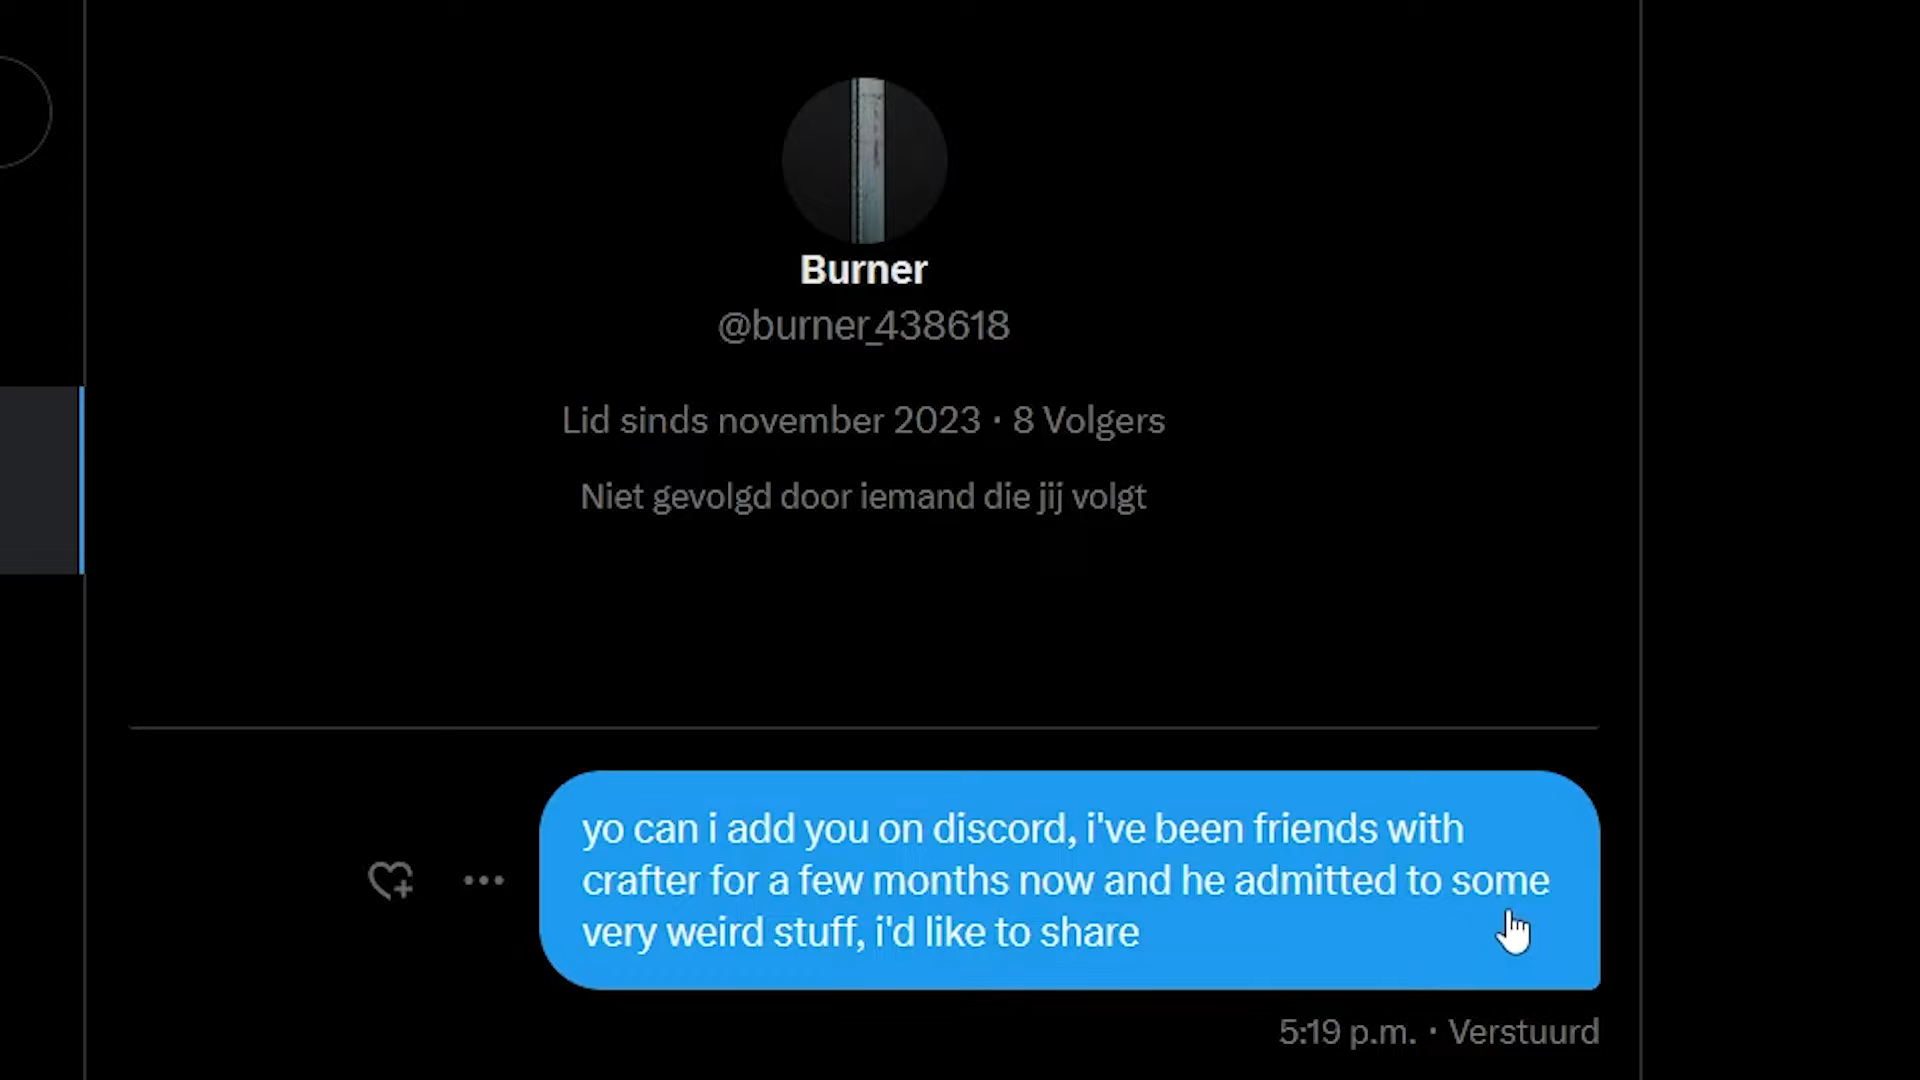 Burner
@burner_438618
Lid sinds november 2023 · 8 Volgers
Niet gevolgd door iemand die jij volgt
yo can i add you on discord, i've been friends with
crafter for a few months now and he admitted to some
very weird stuff, i'd like to share
5:19 p.m. · Verstuurd